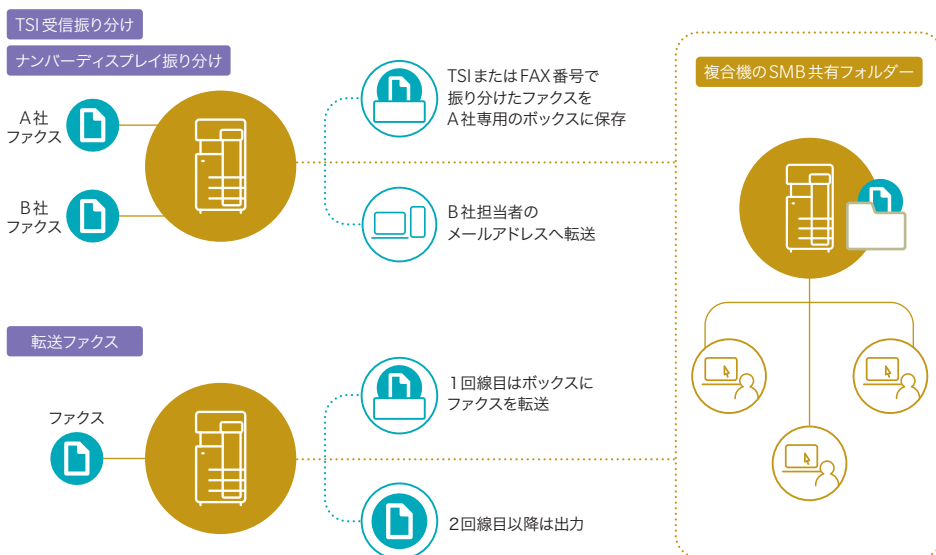 TSI受信振り分け
ナンバーディスプレイ振り分け
A社
ファクス
B社
ファクス
TSIまたはFAX番号で
振り分けたファクスを
A社専用のボックスに保存
B社担当者の
メールアドレスへ転送
複合機のSMB共有フォルダー
転送ファクス
ファクス
1回線目はボックスに
ファクスを転送
2回線目以降は出力